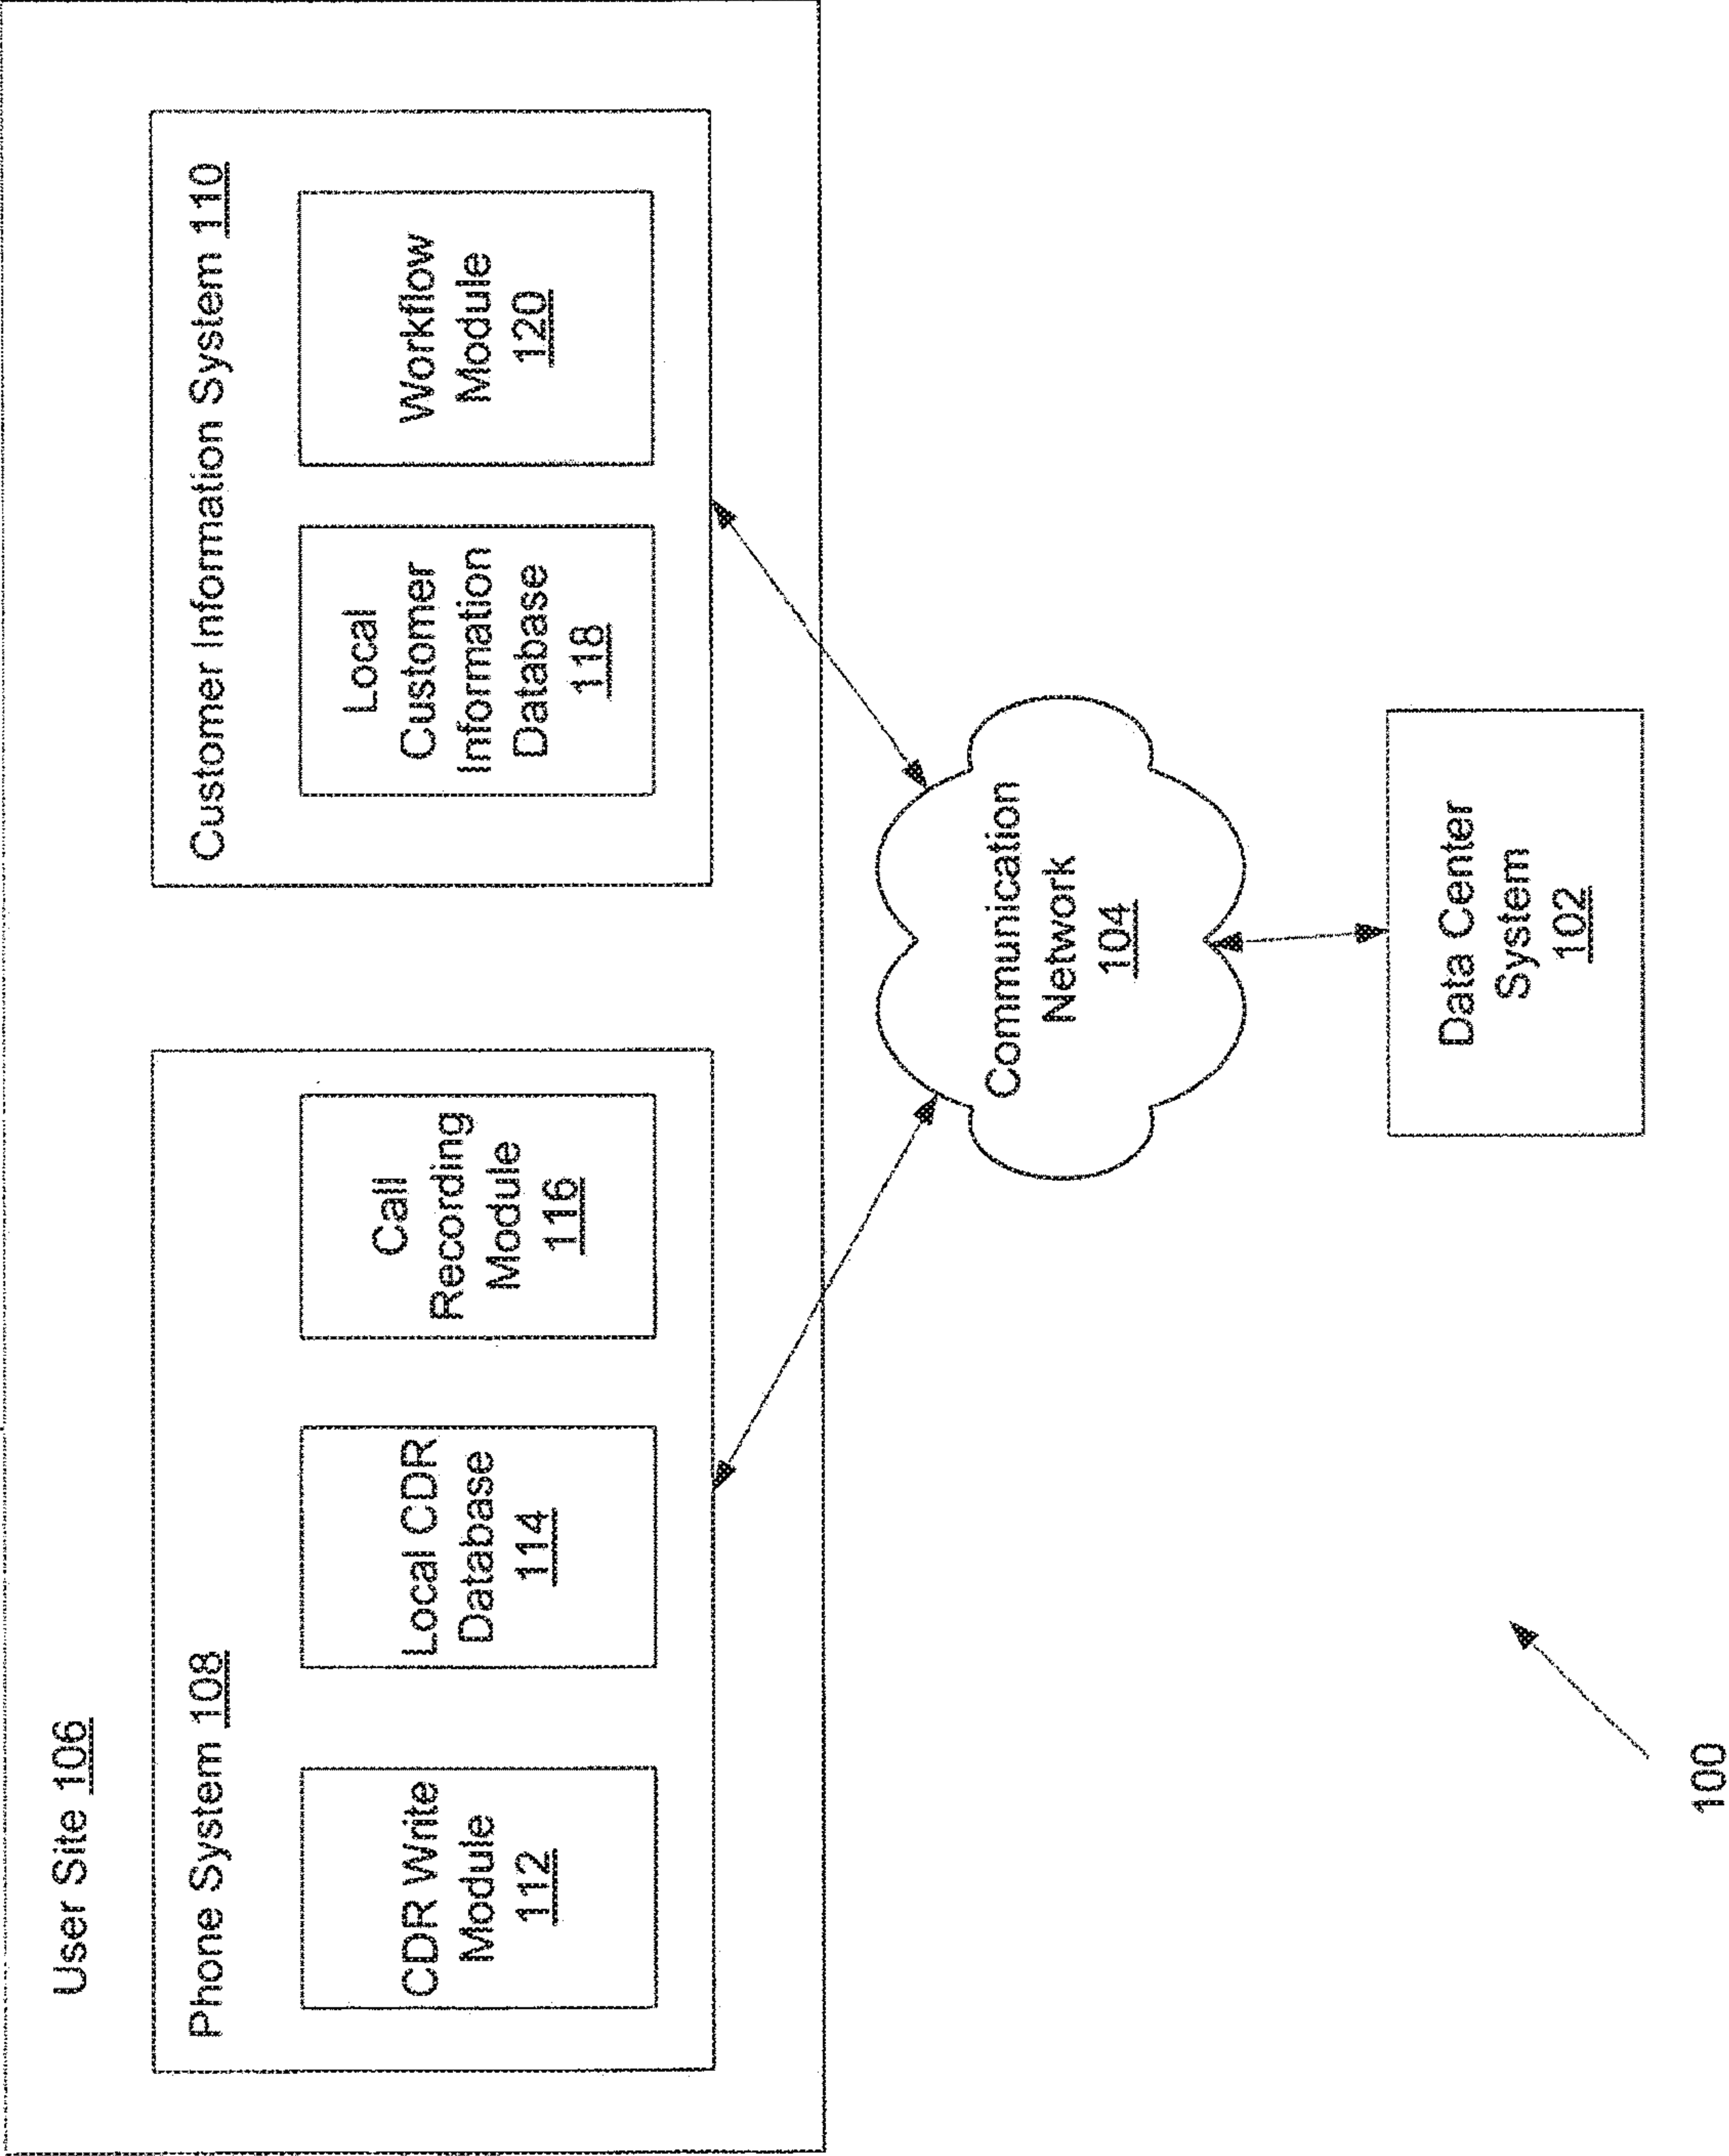 User Site 106
Phone System 108
CDR Write
Module
112
Local CDR
Database
114
Call
Recording
Module
116
Customer Information System 110
Local
Customer
Information
Database
118
Workflow
Module
120
Communication
Network
104
Data Center
System
102
100